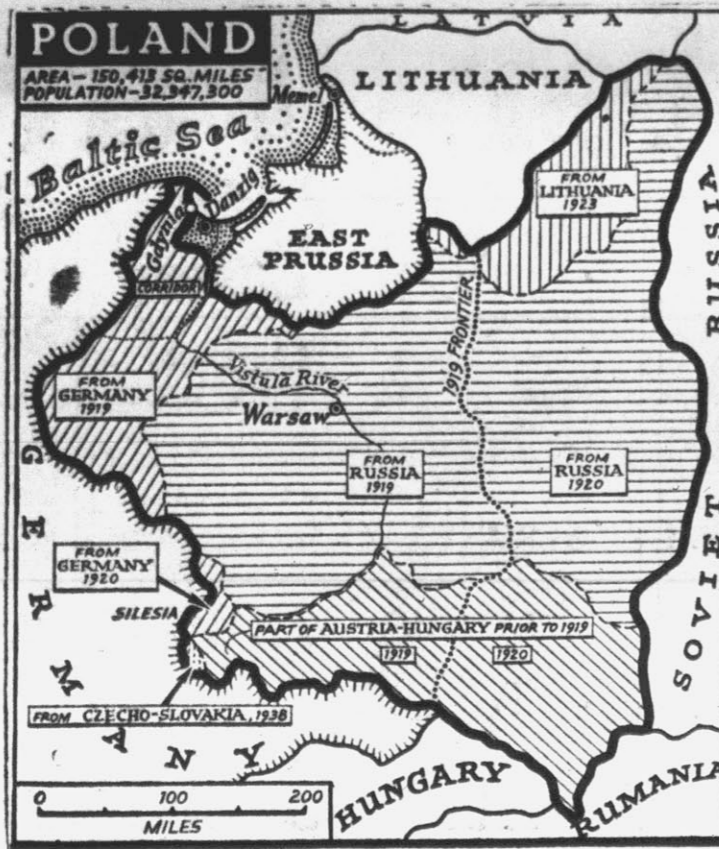 POLAND
AREA – 150,413 SQ. MILES
POPULATION – 32,347,300
LATVIA
LITHUANIA
Memel
Baltic Sea
Gdynia
Danzig
EAST
PRUSSIA
FROM
LITHUANIA
1923
CORRIDOR
1919 FRONTIER
Vistula River
Warsaw
FROM
GERMANY
1919
FROM
RUSSIA
1919
FROM
RUSSIA
1920
SOVIET RUSSIA
GERMANY
FROM
GERMANY
1920
SILESIA
PART OF AUSTRIA-HUNGARY PRIOR TO 1919
1919
1920
FROM CZECHO-SLOVAKIA, 1938
HUNGARY
RUMANIA
0 100 200
MILES